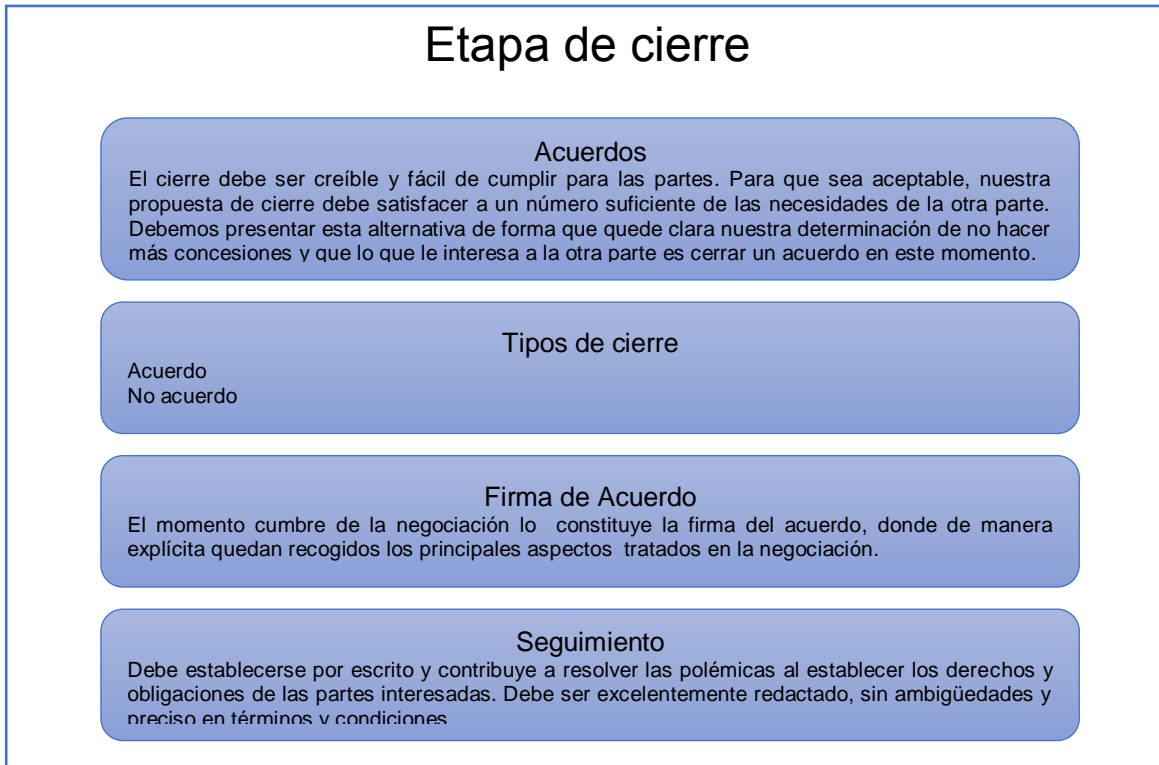 Etapa de cierre
Acuerdos
El cierre debe ser creíble y fácil de cumplir para las partes. Para que sea aceptable, nuestra
propuesta de cierre debe satisfacer a un número suficiente de las necesidades de la otra parte.
Debemos presentar esta alternativa de forma que quede clara nuestra determinación de no hacer
más concesiones y que lo que le interesa a la otra parte es cerrar un acuerdo en este momento.
Tipos de cierre
Acuerdo
No acuerdo
Firma de Acuerdo
El momento cumbre de la negociación lo  constituye la firma del acuerdo, donde de manera
explícita quedan recogidos los principales aspectos  tratados en la negociación.
Seguimiento
Debe establecerse por escrito y contribuye a resolver las polémicas al establecer los derechos y
obligaciones de las partes interesadas. Debe ser excelentemente redactado, sin ambigüedades y
preciso en términos y condiciones